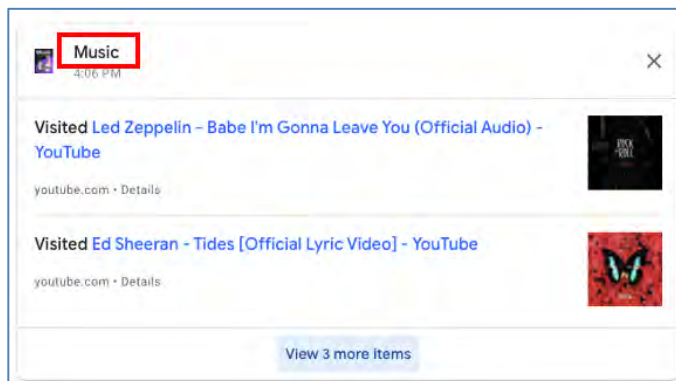 Music
4:06 PM
Visited Led Zeppelin - Babe I'm Gonna Leave You (Official Audio) -
YouTube
youtube.com • Details
Visited Ed Sheeran - Tides [Official Lyric Video] - YouTube
youtube.com • Details
View 3 more items